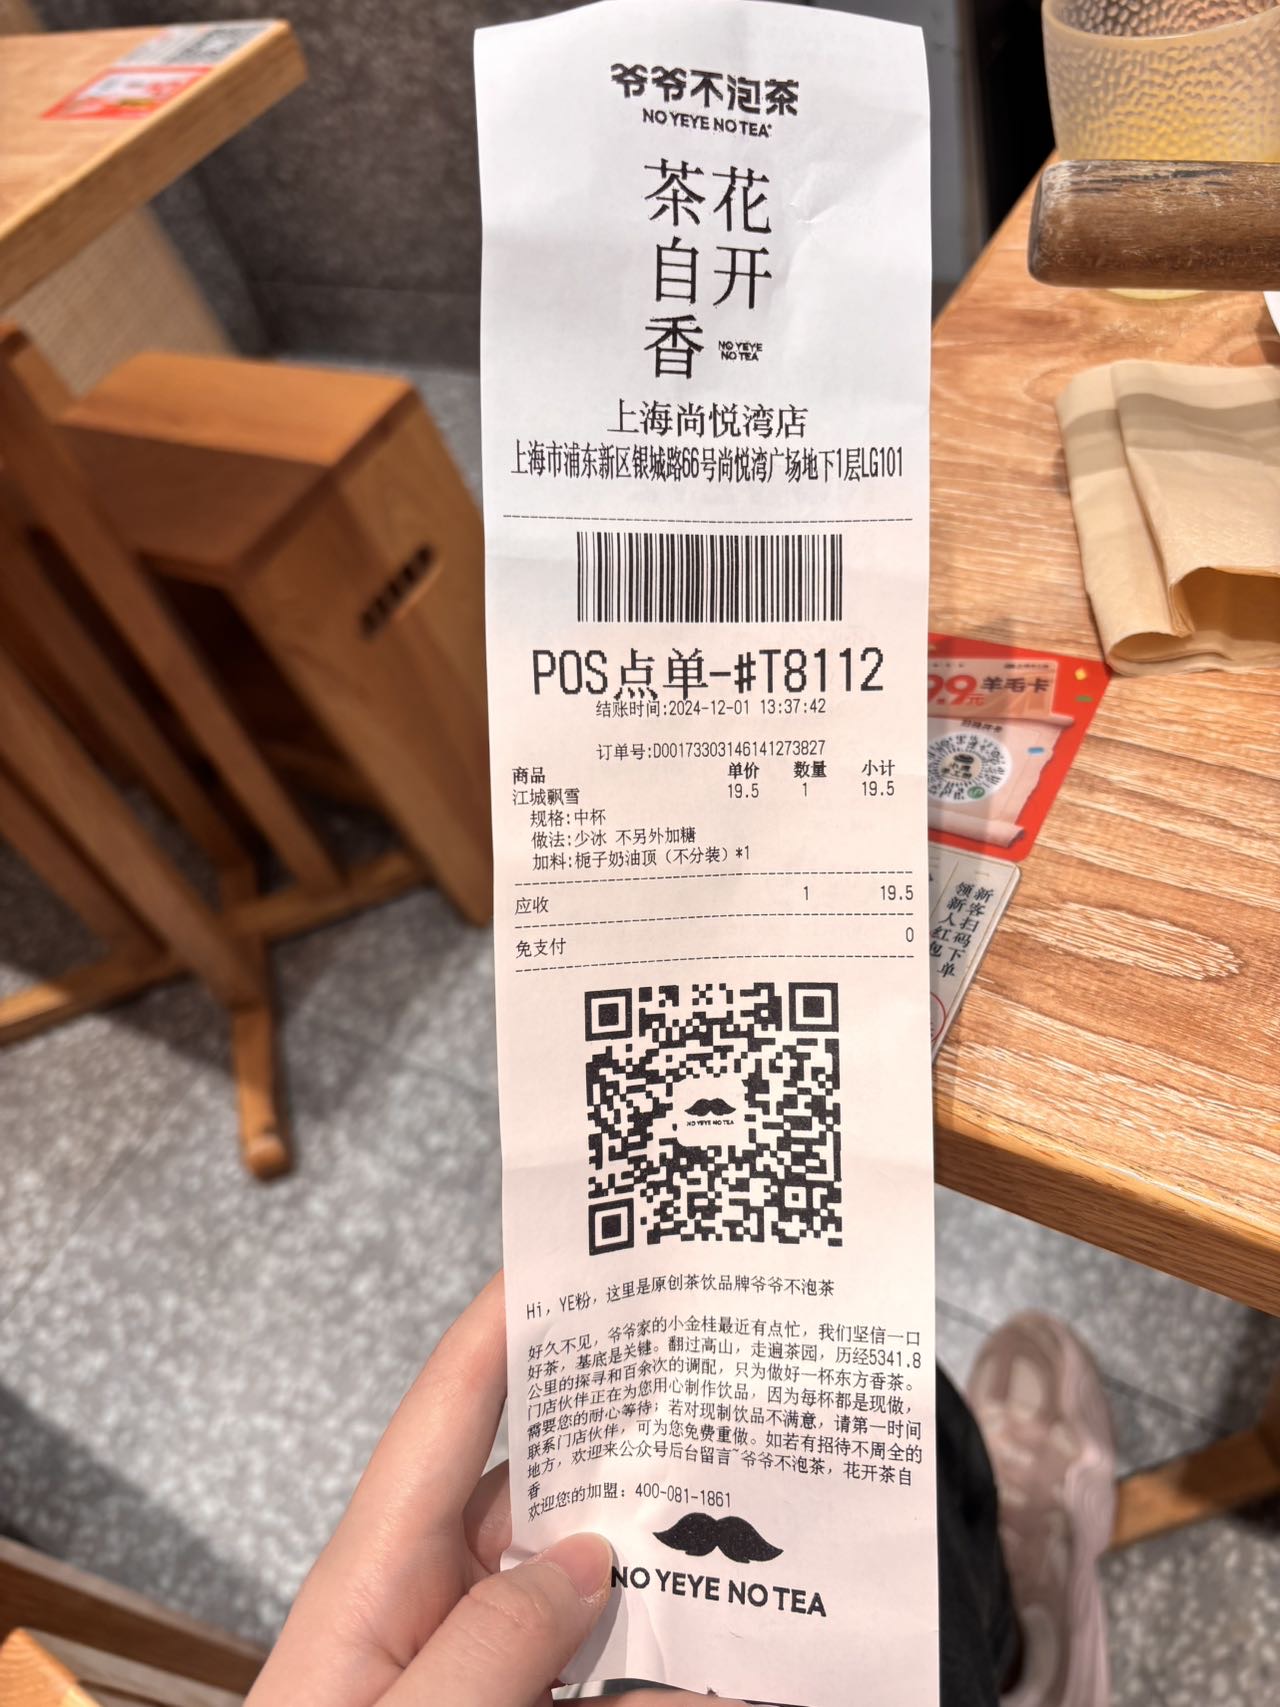 爷爷不泡茶
NO YEYE NO TEA
花开
茶自香
NO YEYE
NO TEA
上海尚悦湾店
上海市浦东新区银城路66号尚悦湾广场地下1层LG101
POS点单-#T8112
结账时间:2024-12-01 13:37:42
订单号:D00173303146141273827
商品 单价 数量 小计
江城飘雪 19.5 1 19.5
规格:中杯
做法:少冰 不另外加糖
加料:栀子奶油顶（不分装）*1
应收 1 19.5
免支付 0
NO YEYE NO TEA
Hi，YE粉，这里是原创茶饮品牌爷爷不泡茶
好久不见，爷爷家的小金桂最近有点忙，我们坚信一口
好茶，基底是关键。翻过高山，走遍茶园，历经5341.8
公里的探寻和百余次的调配，只为做好一杯东方香茶。
门店伙伴正在为您用心制作饮品，因为每杯都是现做，
需要您的耐心等待；若对现制饮品不满意，请第一时间
联系门店伙伴，可为您免费重做。如若有招待不周全的
地方，欢迎来公众号后台留言~爷爷不泡茶，花开茶自
香
欢迎您的加盟：400-081-1861
NO YEYE NO TEA
99元 羊毛卡
新客扫码下单
领新人红包